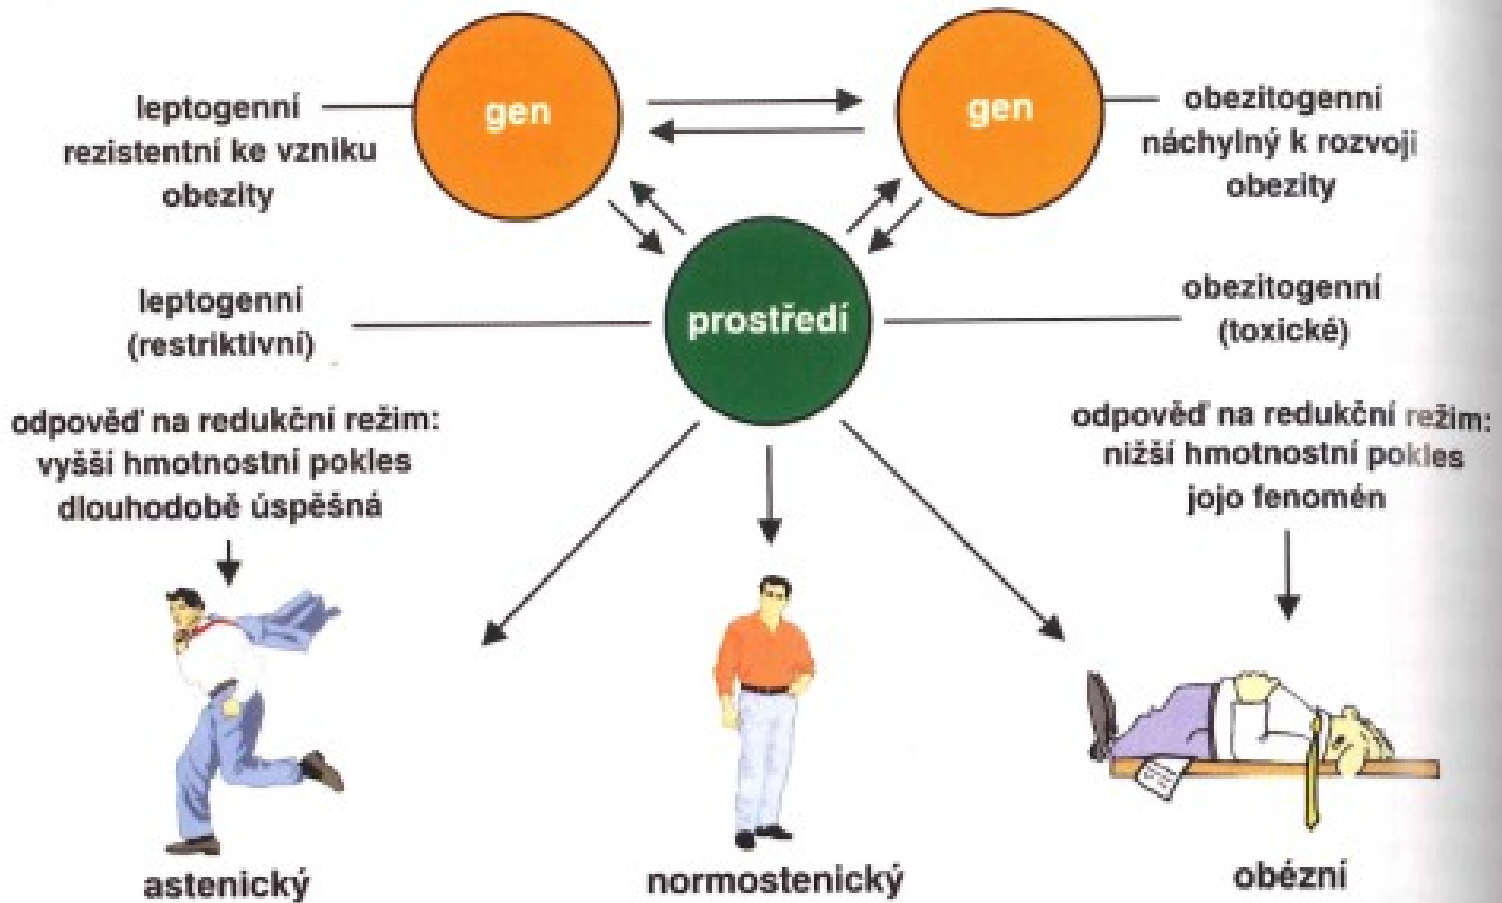 leptogenní
rezistentní ke vzniku
obezity
gen
gen
obezitogenní
náchylný k rozvoji
obezity
leptogenní
(restriktivní)
prostředí
obezitogenní
(toxické)
odpověď na redukční režim:
vyšší hmotnostní pokles
dlouhodobě úspěšná
odpověď na redukční režim:
nižší hmotnostní pokles
jojo fenomén
astenický
normostenický
obézní